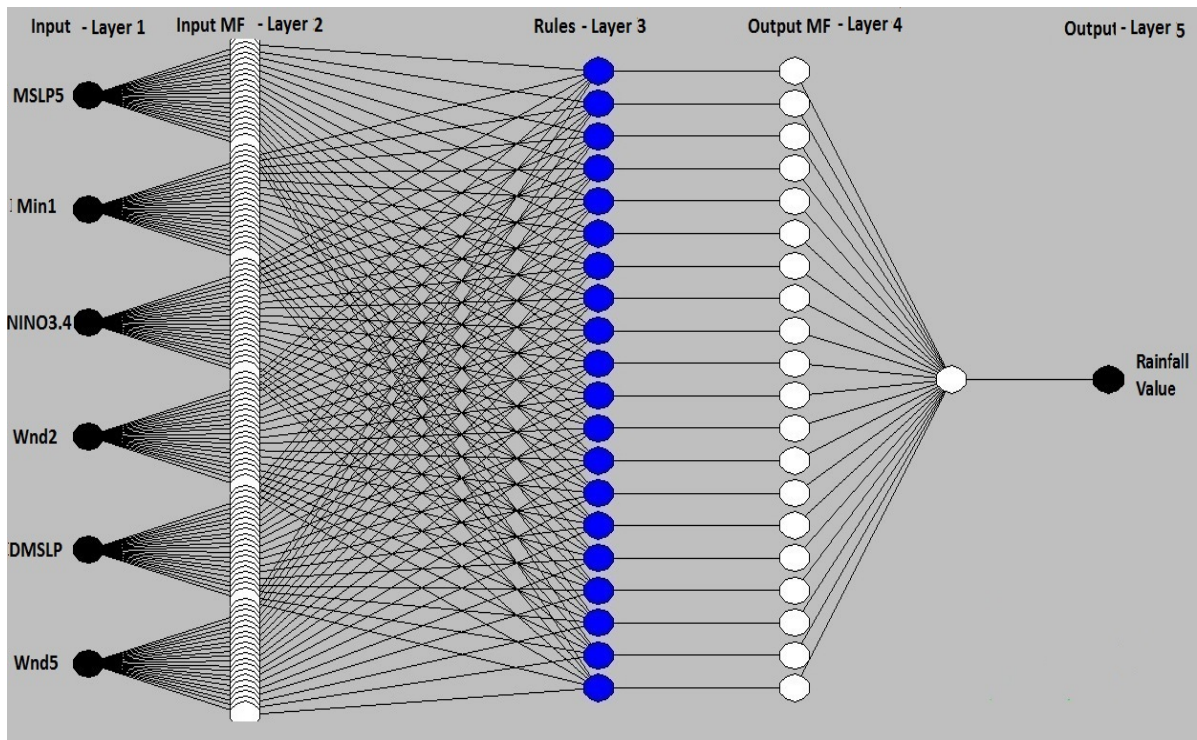 Input - Layer 1
Input MF - Layer 2
Rules - Layer 3
Output MF - Layer 4
Output - Layer 5
MSLP5
Min1
NINO3.4
Wnd2
DMSLP
Wnd5
Rainfall
Value